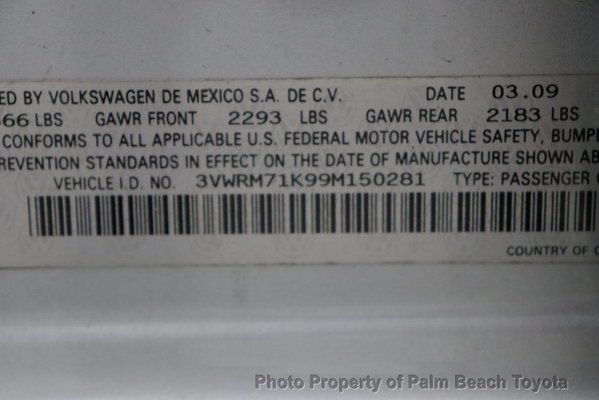 ED BY VOLKSWAGEN DE MEXICO S.A. DE C.V. DATE 03.09
66 LBS GAWR FRONT 2293 LBS GAWR REAR 2183 LBS
CONFORMS TO ALL APPLICABLE U.S. FEDERAL MOTOR VEHICLE SAFETY, BUMP
REVENTION STANDARDS IN EFFECT ON THE DATE OF MANUFACTURE SHOWN AB
VEHICLE I.D. NO. 3VWRM71K99M150281 TYPE: PASSENGER
COUNTRY OF
Photo Property of Palm Beach Toyota